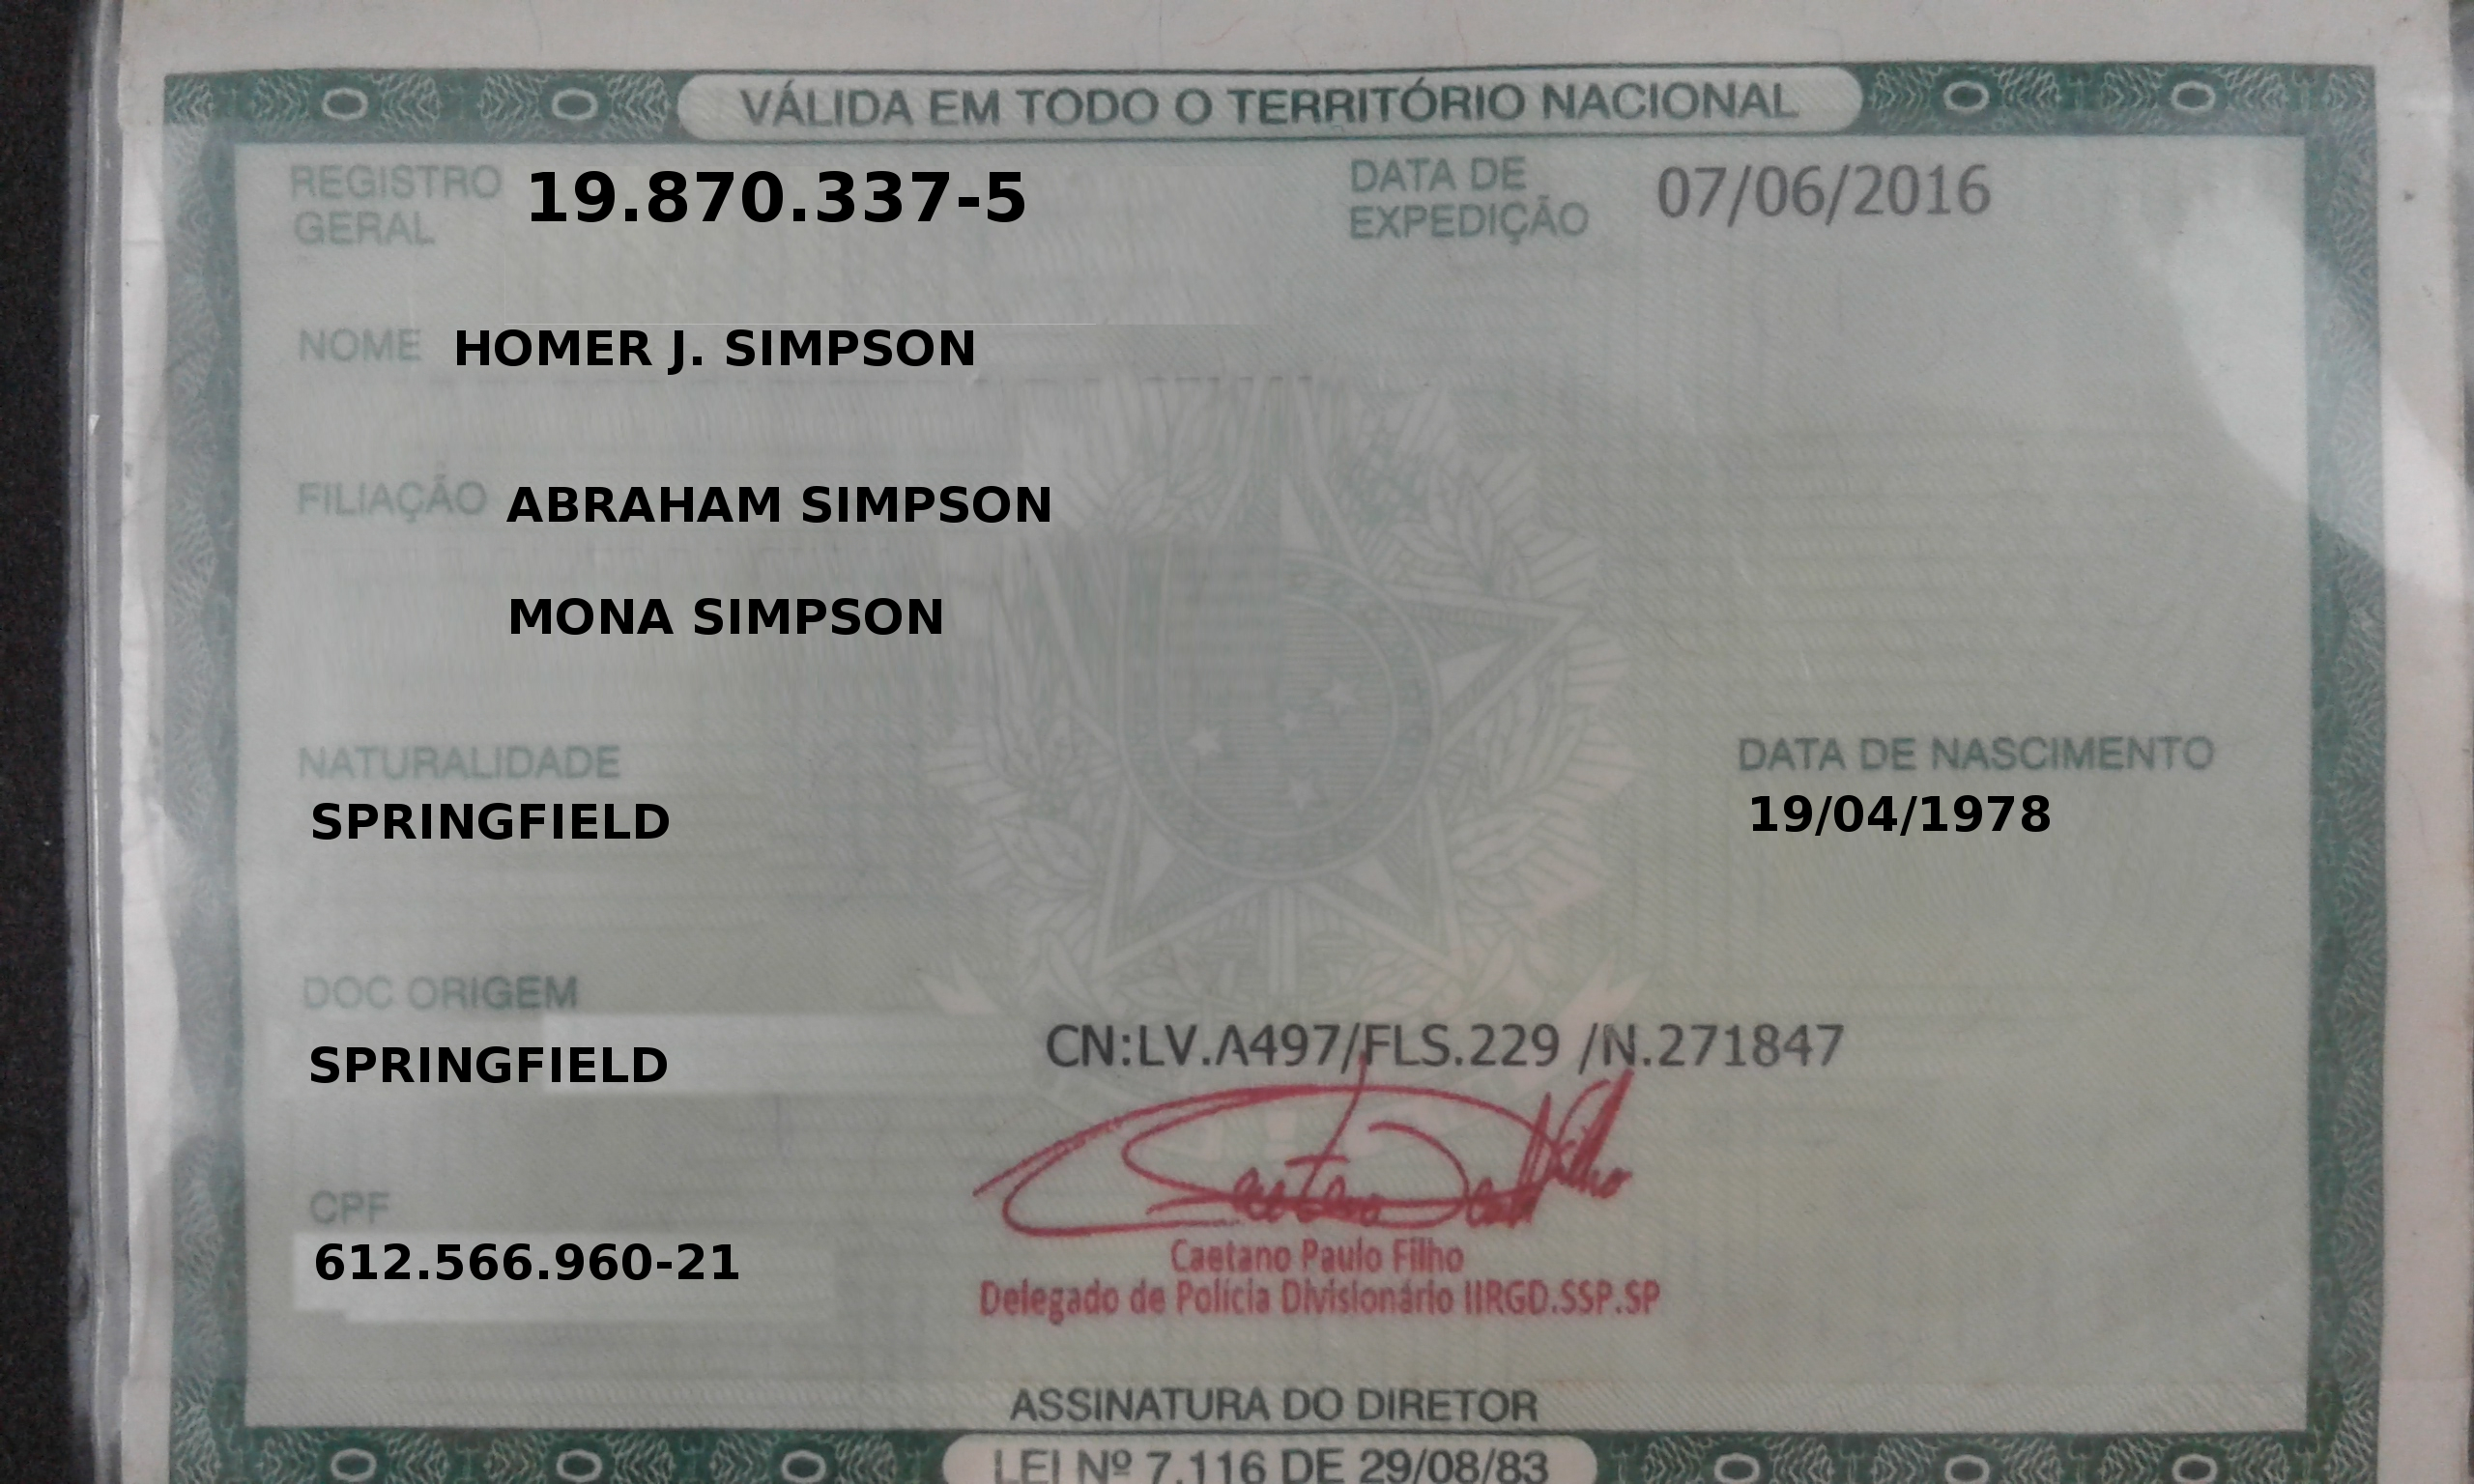 VÁLIDA EM TODO O TERRITÓRIO NACIONAL
REGISTRO GERAL 19.870.337-5
DATA DE EXPEDIÇÃO 07/06/2016
NOME HOMER J. SIMPSON
FILIAÇÃO ABRAHAM SIMPSON
MONA SIMPSON
NATURALIDADE
SPRINGFIELD
DATA DE NASCIMENTO
19/04/1978
DOC ORIGEM
SPRINGFIELD
CN:LV.A497/FLS.229 /N.271847
CPF
612.566.960-21
Caetano Paulo Filho
Delegado de Polícia Divisionário IIRGD.SSP.SP
ASSINATURA DO DIRETOR
LEI Nº 7.116 DE 29/08/83